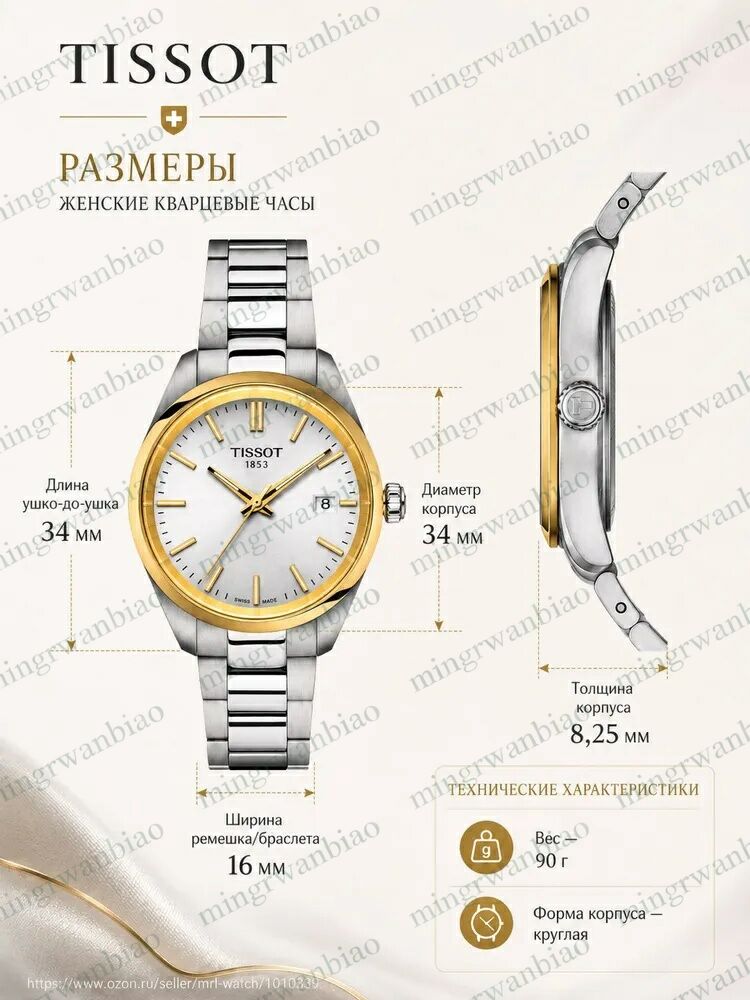 TISSOT
РАЗМЕРЫ
ЖЕНСКИЕ КВАРЦЕВЫЕ ЧАСЫ
TISSOT
1853
8
SWISS MADE
Длина
ушко-до-ушка
34 мм
Диаметр
корпуса
34 мм
Толщина
корпуса
8,25 мм
Ширина
ремешка/браслета
16 мм
ТЕХНИЧЕСКИЕ ХАРАКТЕРИСТИКИ
g
Вес —
90 г
Форма корпуса —
круглая
https://www.ozon.ru/seller/mrl-watch/1010339
mingrwanbiao